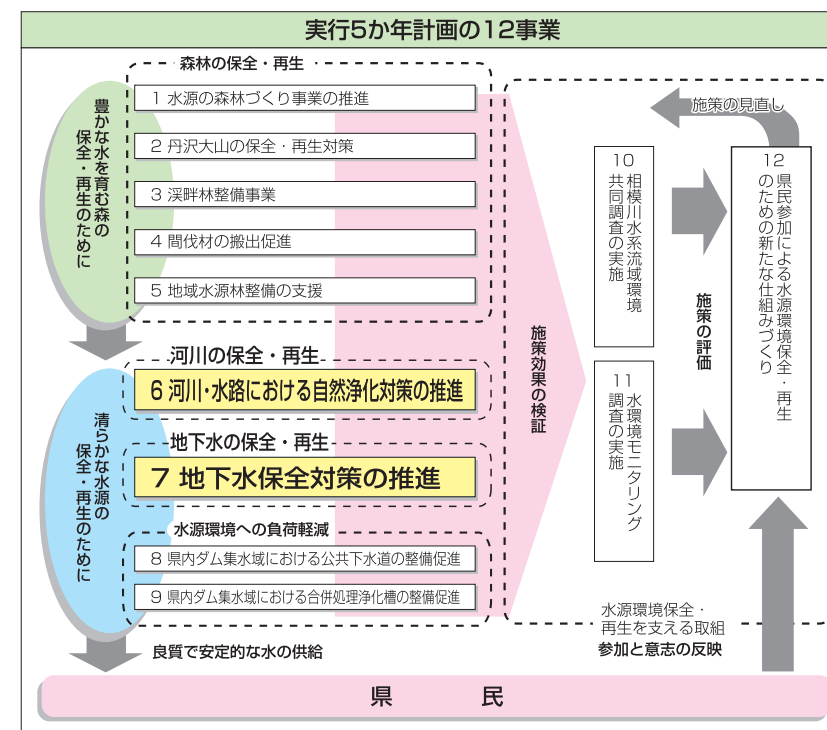 実行5か年計画の12事業
森林の保全・再生
豊かな水を育む森の
保全・再生のために
1 水源の森林づくり事業の推進
2 丹沢大山の保全・再生対策
3 渓畔林整備事業
4 間伐材の搬出促進
5 地域水源林整備の支援
河川の保全・再生
6 河川・水路における自然浄化対策の推進
地下水の保全・再生
7 地下水保全対策の推進
清らかな水源の
保全・再生のために
水源環境への負荷軽減
8 県内ダム集水域における公共下水道の整備促進
9 県内ダム集水域における合併処理浄化槽の整備促進
良質で安定的な水の供給
施策効果の検証
施策の見直し
10
相模川水系流域環境
共同調査の実施
11
水環境モニタリング
調査の実施
施策の評価
12
県民参加による水源環境保全・再生
のための新たな仕組みづくり
水源環境保全・
再生を支える取組
参加と意志の反映
県 民